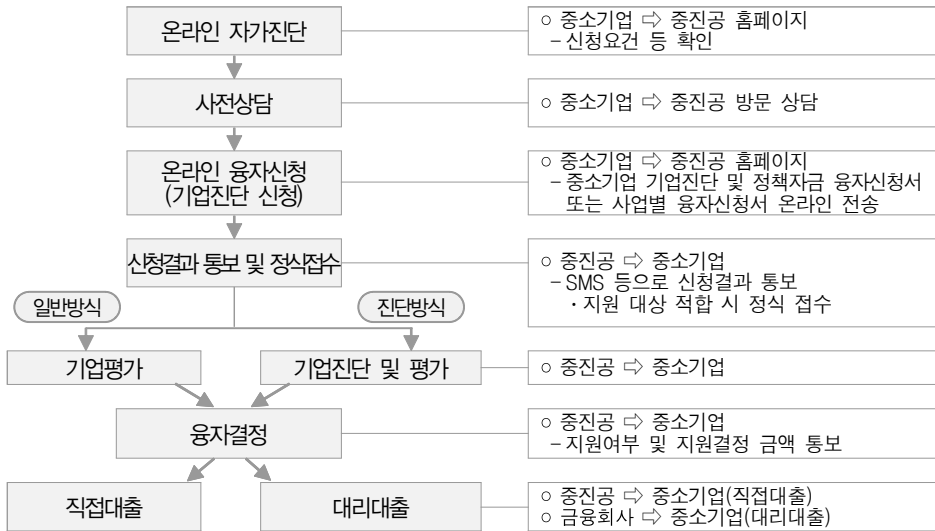 온라인 자가진단
○ 중소기업 ⇨ 중진공 홈페이지
- 신청요건 등 확인
사전상담
○ 중소기업 ⇨ 중진공 방문 상담
온라인 융자신청
(기업진단 신청)
○ 중소기업 ⇨ 중진공 홈페이지
- 중소기업 기업진단 및 정책자금 융자신청서
또는 사업별 융자신청서 온라인 전송
신청결과 통보 및 정식접수
○ 중진공 ⇨ 중소기업
- SMS 등으로 신청결과 통보
· 지원 대상 적합 시 정식 접수
일반방식
진단방식
기업평가
기업진단 및 평가
○ 중진공 ⇨ 중소기업
융자결정
○ 중진공 ⇨ 중소기업
- 지원여부 및 지원결정 금액 통보
직접대출
대리대출
○ 중진공 ⇨ 중소기업(직접대출)
○ 금융회사 ⇨ 중소기업(대리대출)